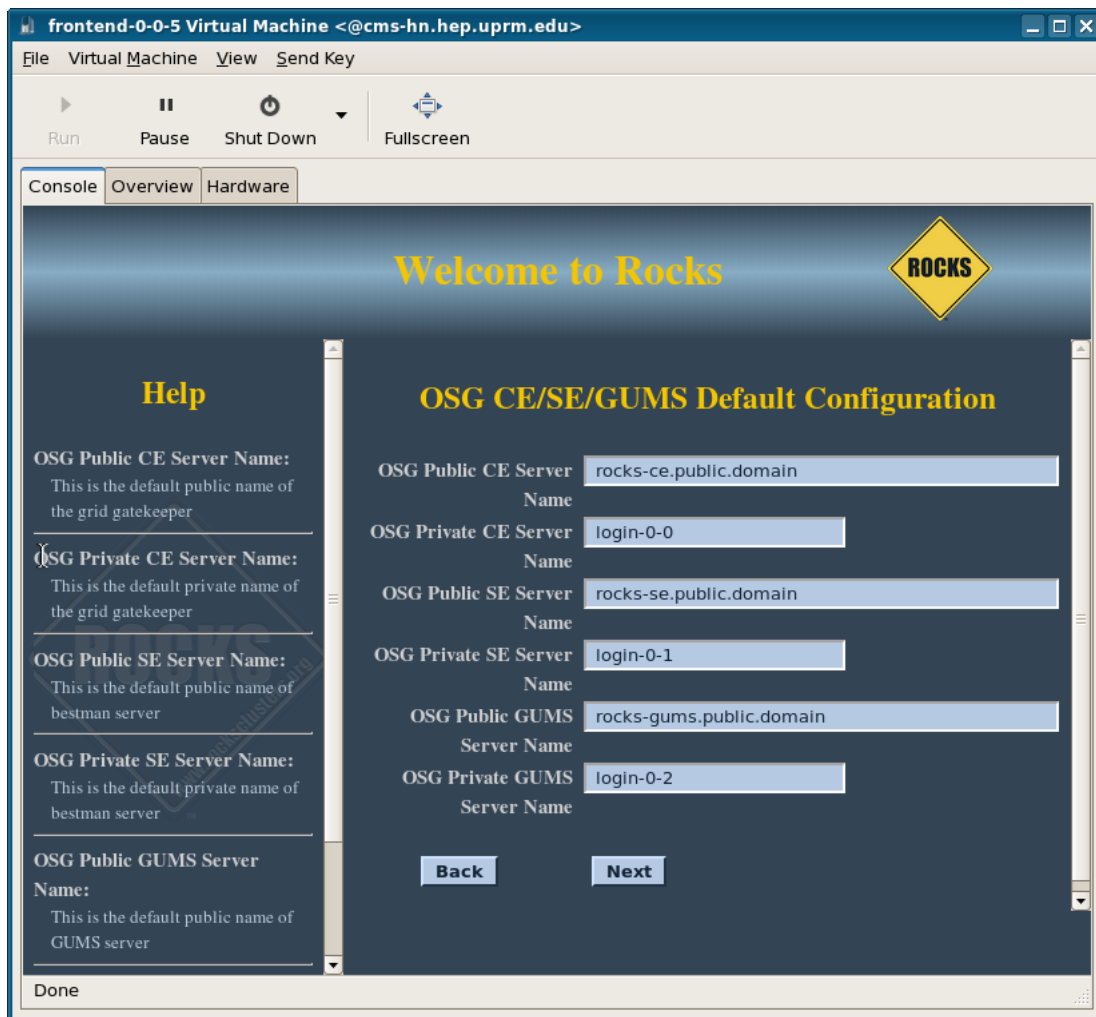 frontend-0-0-5 Virtual Machine <@cms-hn.hep.uprm.edu>
File Virtual Machine View Send Key
Run Pause Shut Down Fullscreen
Console Overview Hardware
Welcome to Rocks
ROCKS
Help
OSG Public CE Server Name:
This is the default public name of
the grid gatekeeper
OSG Private CE Server Name:
This is the default private name of
the grid gatekeeper
OSG Public SE Server Name:
This is the default public name of
bestman server
OSG Private SE Server Name:
This is the default private name of
bestman server
OSG Public GUMS Server
Name:
This is the default public name of
GUMS server
ROCKS
www.rocksclusters.org
OSG CE/SE/GUMS Default Configuration
OSG Public CE Server rocks-ce.public.domain
Name
OSG Private CE Server login-0-0
Name
OSG Public SE Server rocks-se.public.domain
Name
OSG Private SE Server login-0-1
Name
OSG Public GUMS rocks-gums.public.domain
Server Name
OSG Private GUMS login-0-2
Server Name
Back Next
Done